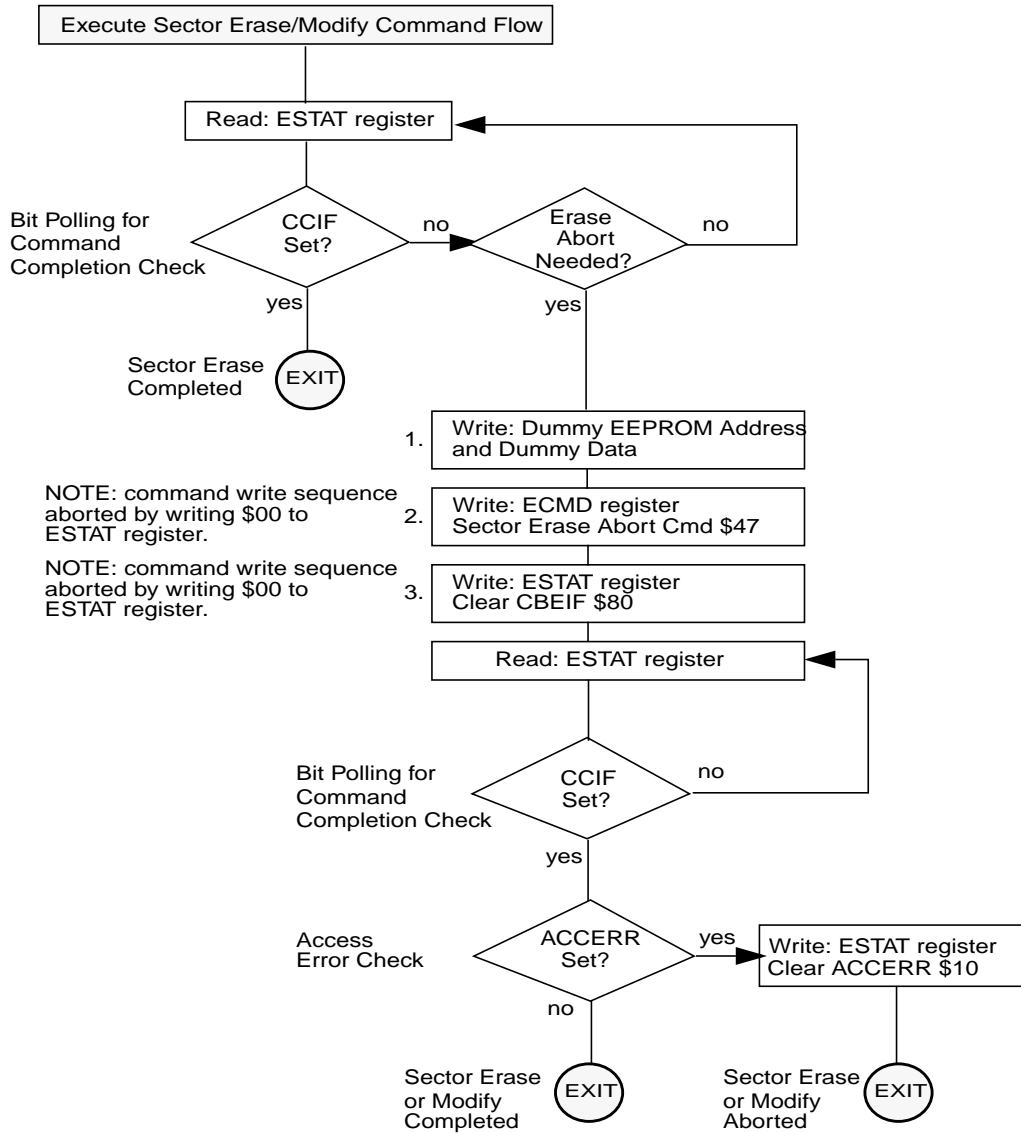 Execute Sector Erase/Modify Command Flow
Read: ESTAT register
Bit Polling for
Command
Completion Check
CCIF
Set?
no
Erase
Abort
Needed?
no
yes
yes
Sector Erase
Completed
EXIT
1.
Write: Dummy EEPROM Address
and Dummy Data
NOTE: command write sequence
aborted by writing $00 to
ESTAT register.
2.
Write: ECMD register
Sector Erase Abort Cmd $47
NOTE: command write sequence
aborted by writing $00 to
ESTAT register.
3.
Write: ESTAT register
Clear CBEIF $80
Read: ESTAT register
Bit Polling for
Command
Completion Check
CCIF
Set?
no
yes
Access
Error Check
ACCERR
Set?
yes
Write: ESTAT register
Clear ACCERR $10
no
Sector Erase
or Modify
Completed
EXIT
Sector Erase
or Modify
Aborted
EXIT